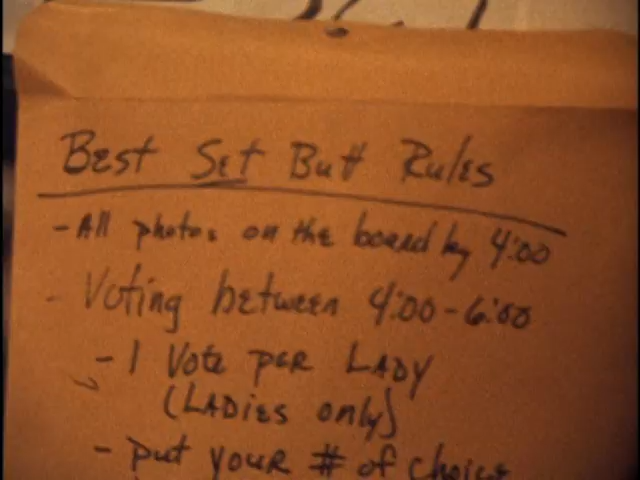 Best Set Butt Rules
- All photos on the board by 4:00
- Voting between 4:00-6:00
- 1 Vote per LADY
(LADies only)
- put your # of choice